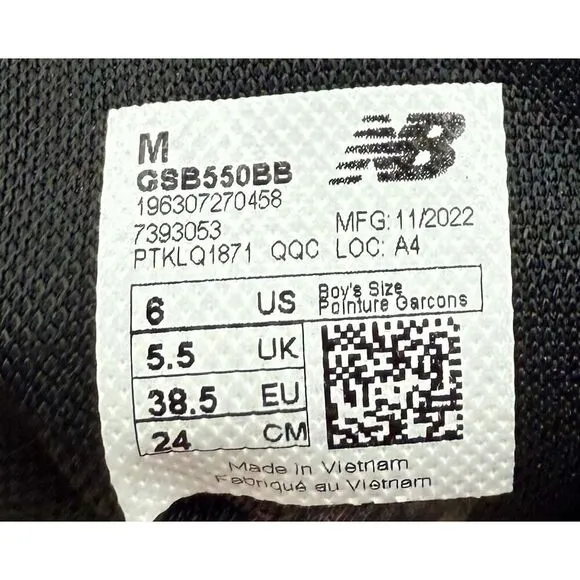 M
GSB550BB
196307270458
7393053 MFG: 11/2022
PTKLQ1871 QQC LOC: A4
NB
6 US Boy's Size
Pointure Garcons
5.5 UK
38.5 EU
24 CM
Made in Vietnam
Fabriqué au Vietnam